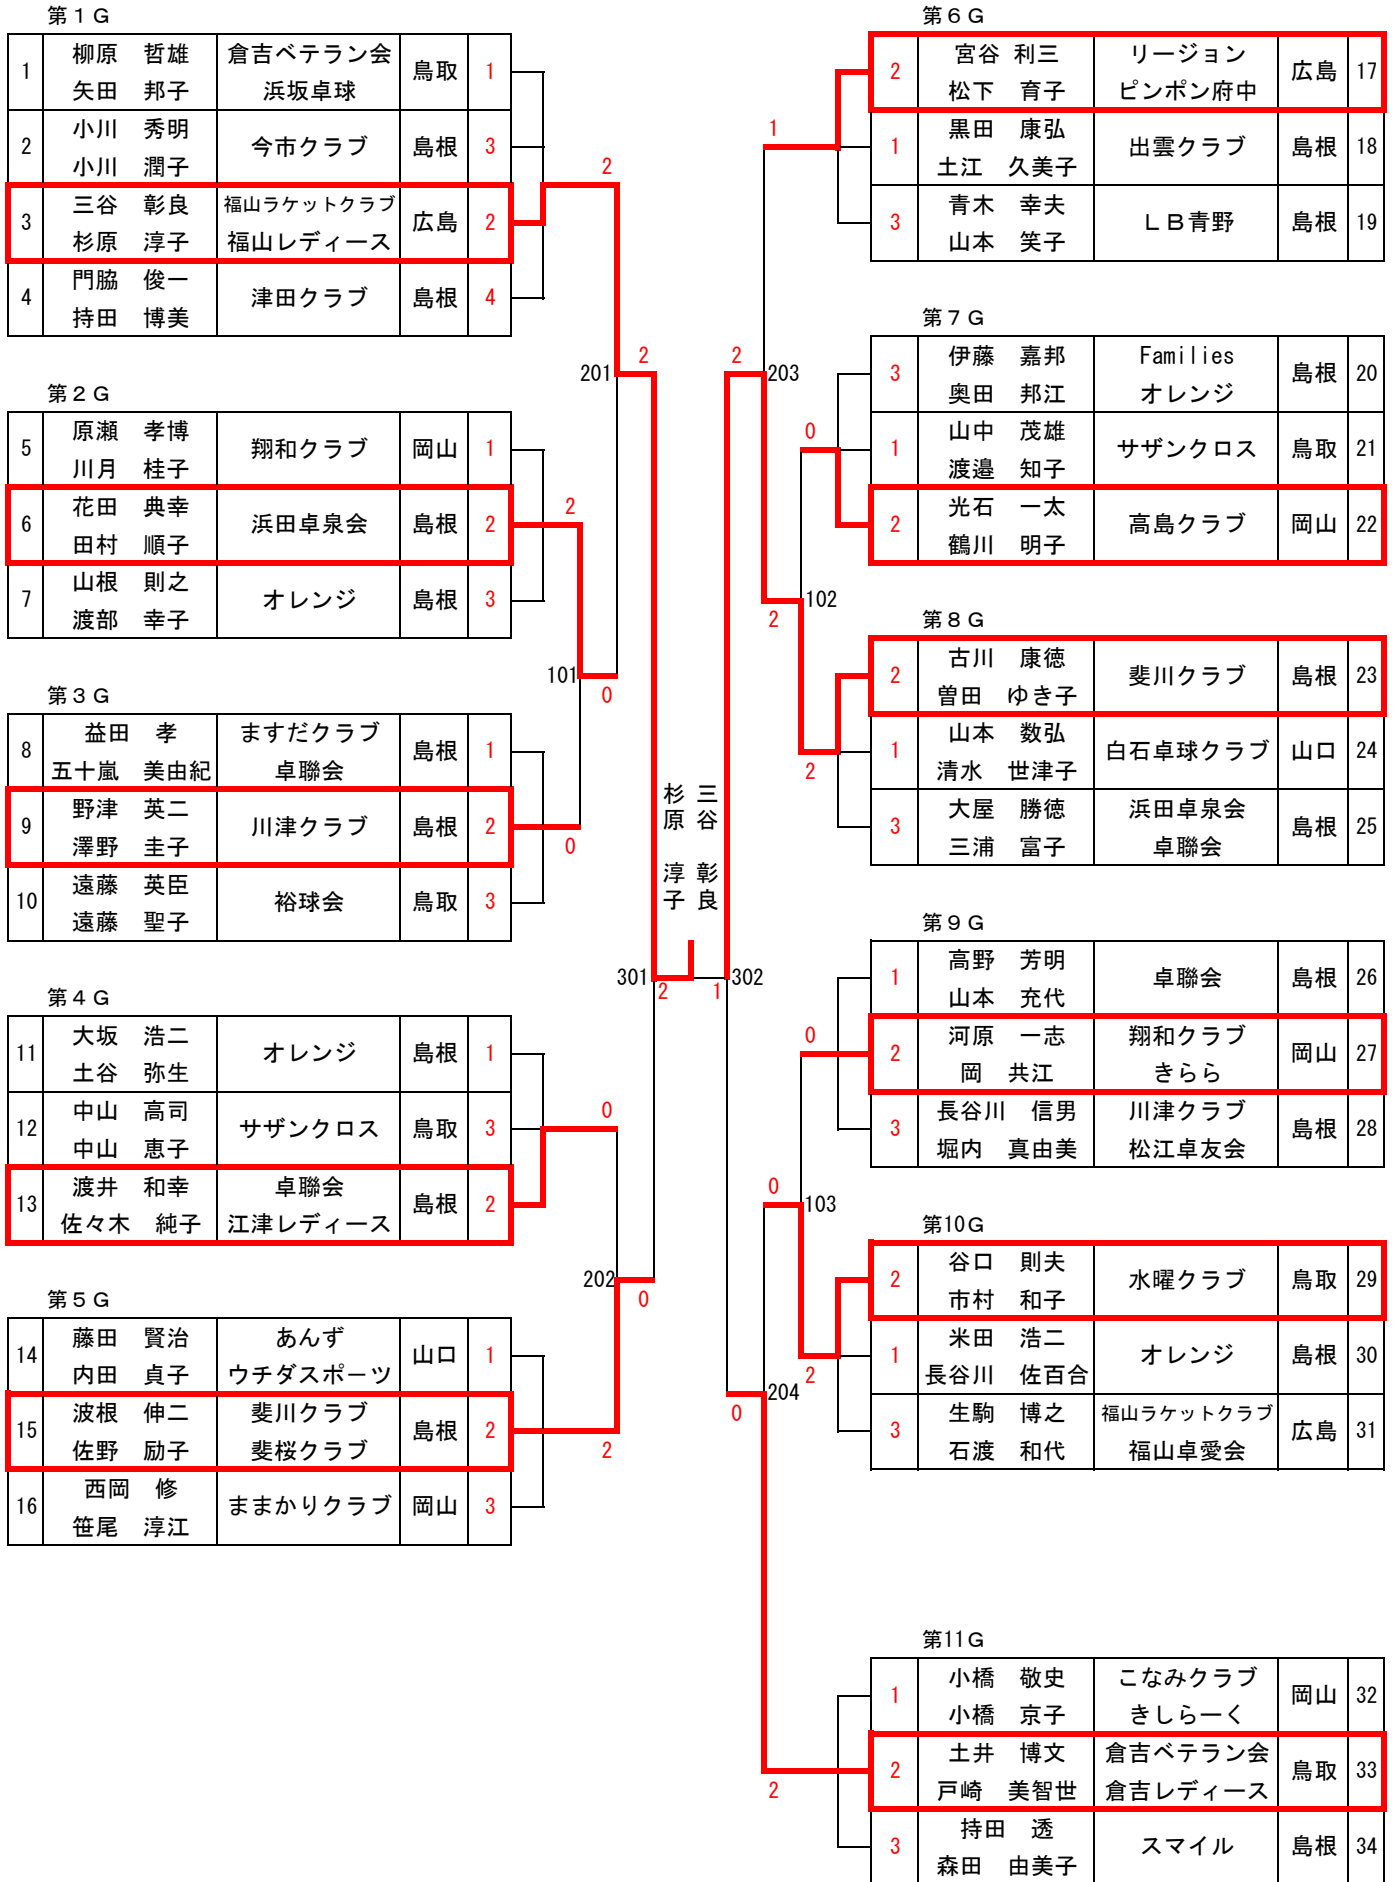 第１Ｇ
1 柳原　哲雄 倉吉ベテラン会 鳥取 1
矢田　邦子 浜坂卓球
2 小川　秀明 今市クラブ 島根 3
小川　潤子
3 三谷　彰良 福山ラケットクラブ 広島 2
杉原　淳子 福山レディース
4 門脇　俊一 津田クラブ 島根 4
持田　博美
第２Ｇ
5 原瀬　孝博 翔和クラブ 岡山 1
川月　桂子
6 花田　典幸 浜田卓泉会 島根 2
田村　順子
7 山根　則之 オレンジ 島根 3
渡部　幸子
第３Ｇ
8 益田　孝 ますだクラブ 島根 1
五十嵐　美由紀 卓聯会
9 野津　英二 川津クラブ 島根 2
澤野　圭子
10 遠藤　英臣 裕球会 鳥取 3
遠藤　聖子
第４Ｇ
11 大坂　浩二 オレンジ 島根 1
土谷　弥生
12 中山　高司 サザンクロス 鳥取 3
中山　恵子
13 渡井　和幸 卓聯会 島根 2
佐々木　純子 江津レディース
第５Ｇ
14 藤田　賢治 あんず 山口 1
内田　貞子 ウチダスポーツ
15 波根　伸二 斐川クラブ 島根 2
佐野　励子 斐桜クラブ
16 西岡　修 ままかりクラブ 岡山 3
笹尾　淳江
2
201
2
2
101
0
0
301
2
0
202
0
2
三谷　彰良
杉原　淳子
1
2
203
0
102
2
2
1
302
0
0
103
2
0
204
2
第６Ｇ
2 宮谷 利三 リージョン 広島 17
松下　育子 ピンポン府中
1 黒田　康弘 出雲クラブ 島根 18
土江　久美子
3 青木　幸夫 ＬＢ青野 島根 19
山本　笑子
第７Ｇ
3 伊藤　嘉邦 Families 島根 20
奥田　邦江 オレンジ
1 山中　茂雄 サザンクロス 鳥取 21
渡邉　知子
2 光石　一太 高島クラブ 岡山 22
鶴川　明子
第８Ｇ
2 古川　康徳 斐川クラブ 島根 23
曽田　ゆき子
1 山本　数弘 白石卓球クラブ 山口 24
清水　世津子
3 大屋　勝徳 浜田卓泉会 島根 25
三浦　富子 卓聯会
第９Ｇ
1 高野　芳明 卓聯会 島根 26
山本　充代
2 河原　一志 翔和クラブ 岡山 27
岡　共江 きらら
3 長谷川　信男 川津クラブ 島根 28
堀内　真由美 松江卓友会
第10Ｇ
2 谷口　則夫 水曜クラブ 鳥取 29
市村　和子
1 米田　浩二 オレンジ 島根 30
長谷川　佐百合
3 生駒　博之 福山ラケットクラブ 広島 31
石渡　和代 福山卓愛会
第11Ｇ
1 小橋　敬史 こなみクラブ 岡山 32
小橋　京子 きしらーく
2 土井　博文 倉吉ベテラン会 鳥取 33
戸崎　美智世 倉吉レディース
3 持田　透 スマイル 島根 34
森田　由美子